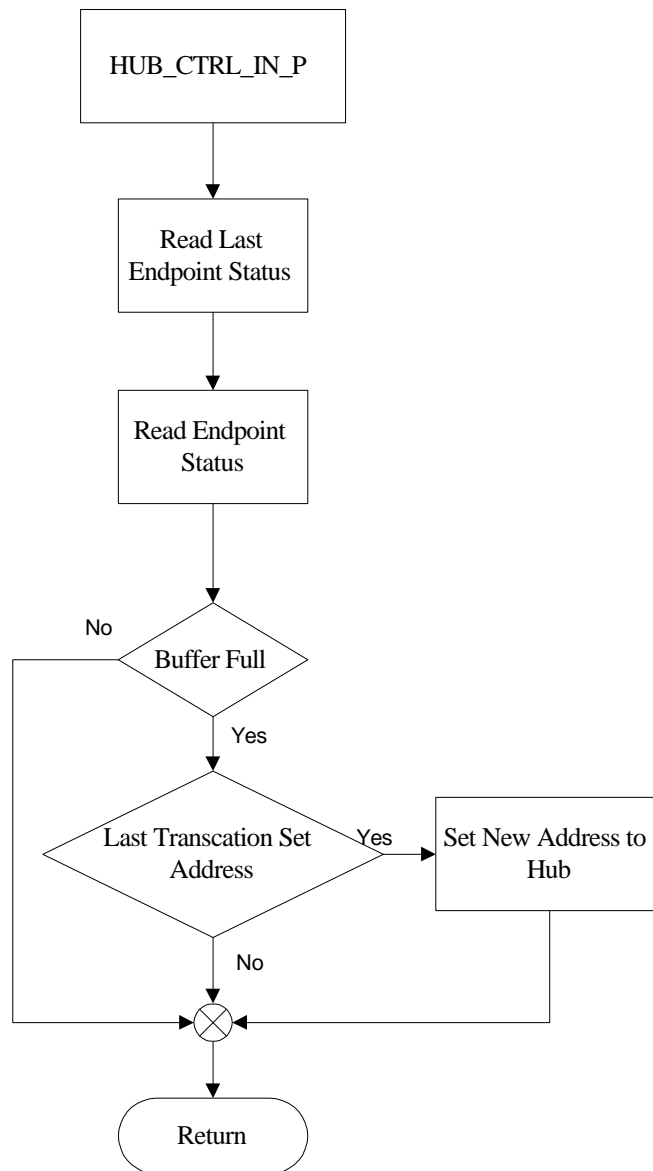 HUB_CTRL_IN_P
Read Last
Endpoint Status
Read Endpoint
Status
No
Buffer Full
Yes
Last Transcation Set
Address
Yes
Set New Address to
Hub
No
Return